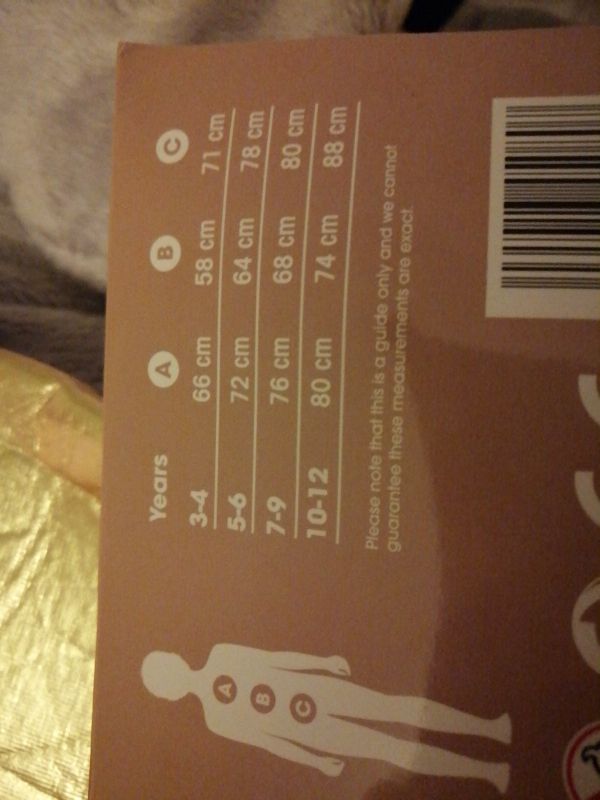 Years A B C
3-4 66 cm 58 cm 71 cm
5-6 72 cm 64 cm 78 cm
7-9 76 cm 68 cm 80 cm
10-12 80 cm 74 cm 88 cm
Please note that this is a guide only and we cannot
guarantee these measurements are exact.
A
B
C